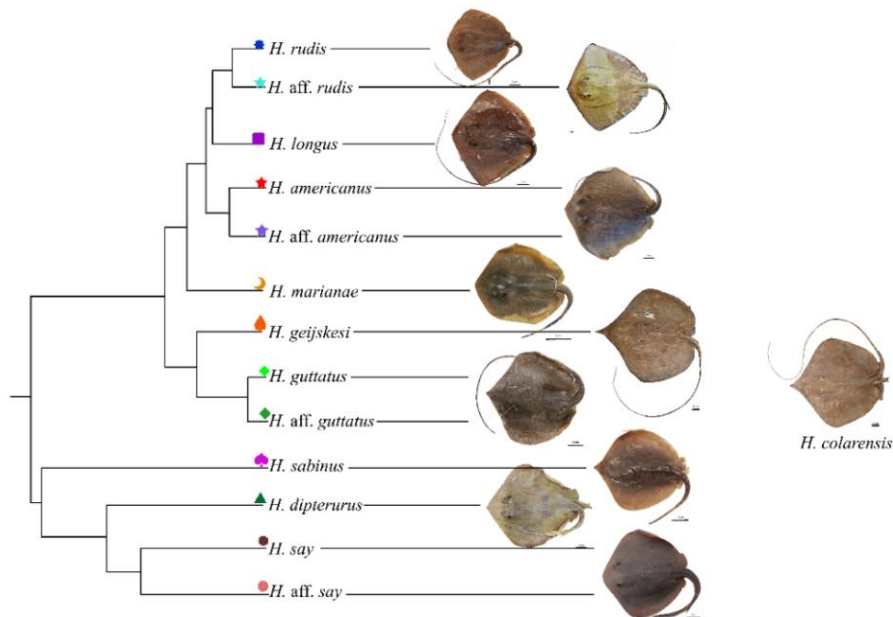 H. rudis
H. aff. rudis
H. longus
H. americanus
H. aff. americanus
H. marianae
H. geijskesi
H. guttatus
H. aff. guttatus
H. colarensis
H. sabinus
H. dipterurus
H. say
H. aff. say